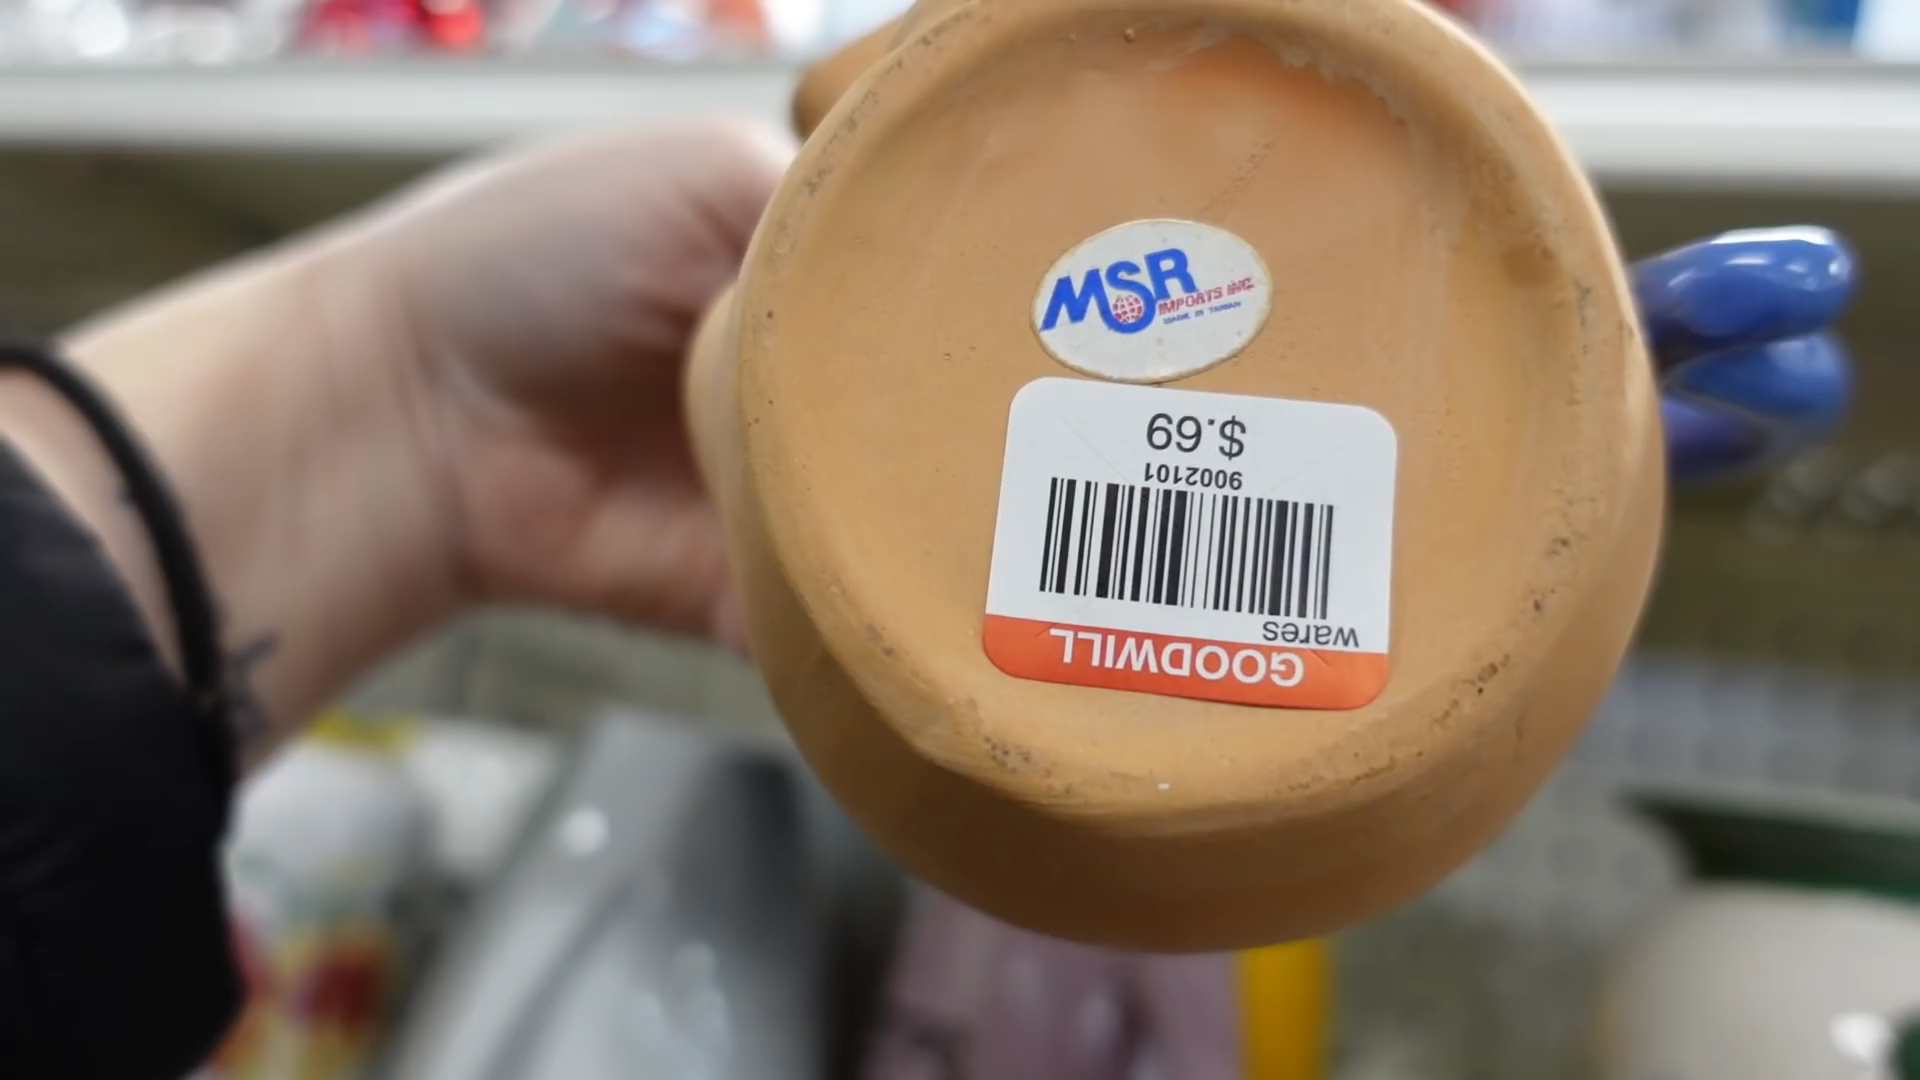 MSR
IMPORTS INC.
MADE IN TAIWAN
$.69
9002101
wares
GOODWILL